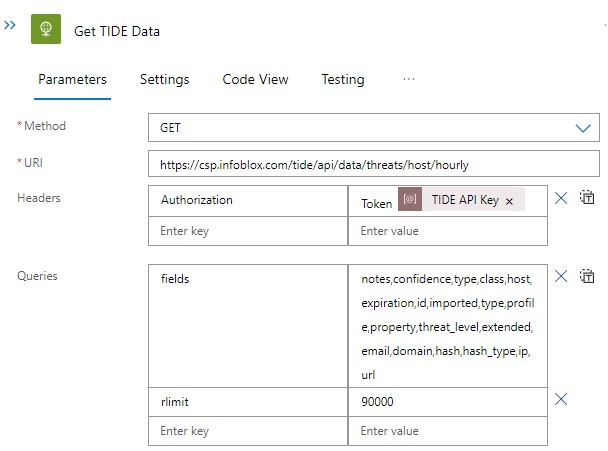 Get TIDE Data
Parameters Settings Code View Testing ...
* Method GET
* URI https://csp.infoblox.com/tide/api/data/threats/host/hourly
Headers Authorization Token [@] TIDE API Key ×
Enter key Enter value
Queries fields notes,confidence,type,class,host,
expiration,id,imported,type,profil
e,property,threat_level,extended,
email,domain,hash,hash_type,ip,
url
rlimit 90000
Enter key Enter value